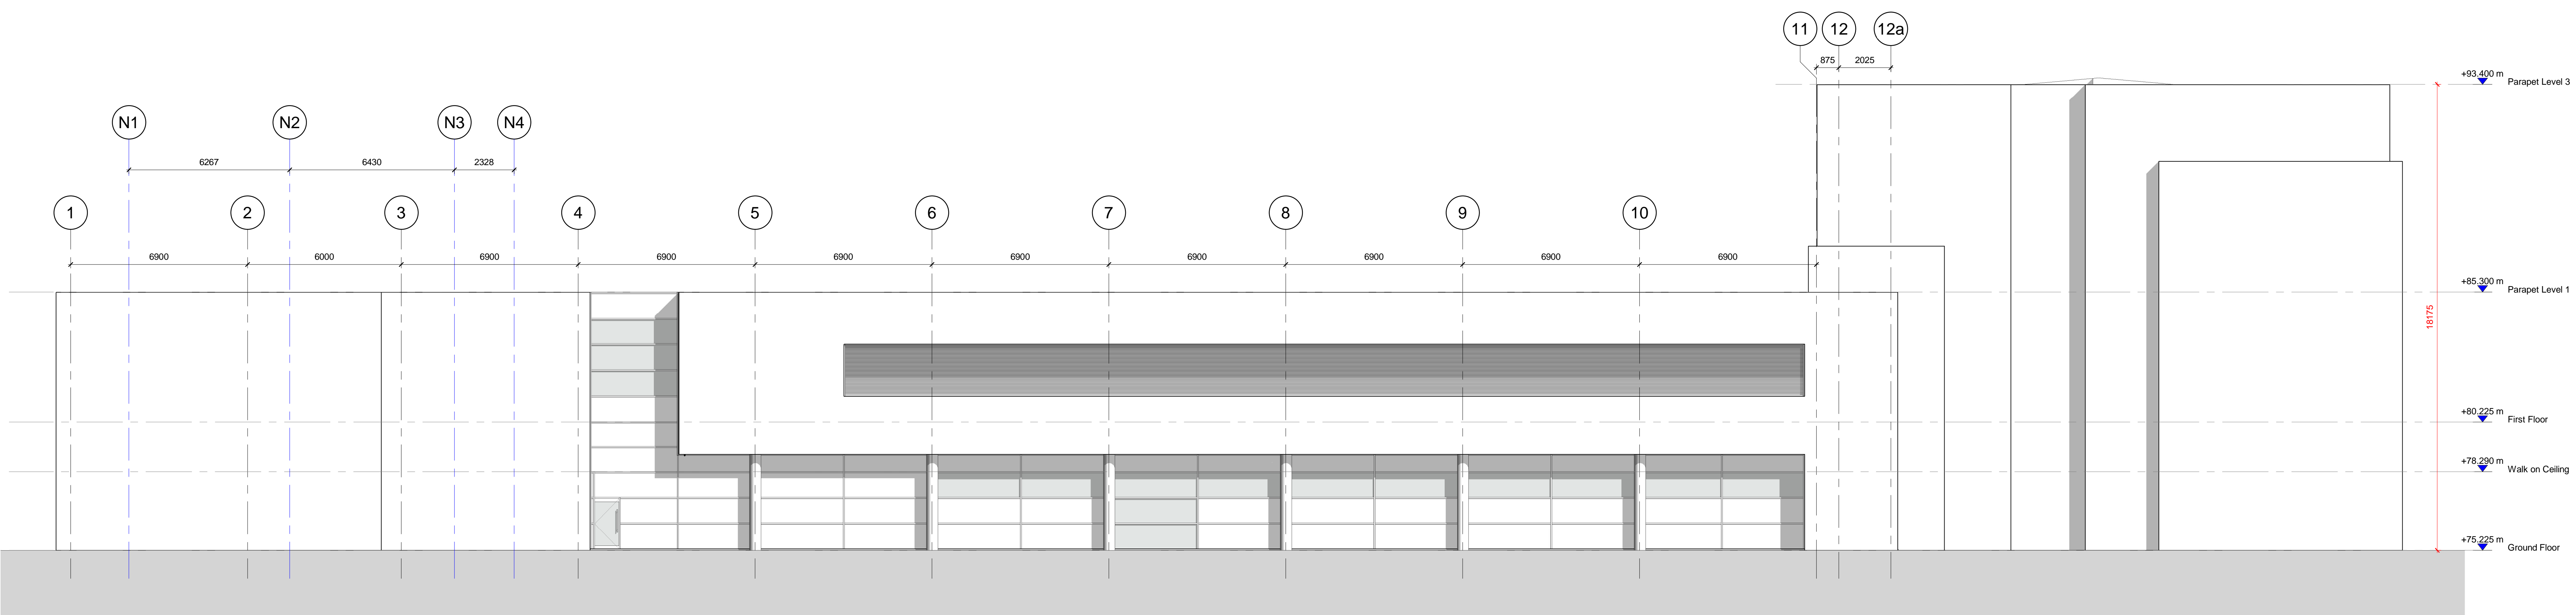 11 12 12a
875 2025
+93.400 m
Parapet Level 3
N1 N2 N3 N4
6267 6430 2328
1 2 3 4 5 6 7 8 9 10
6900 6000 6900 6900 6900 6900 6900 6900 6900 6900
+85.300 m
Parapet Level 1
18175
+80.225 m
First Floor
+78.290 m
Walk on Ceiling
+75.225 m
Ground Floor